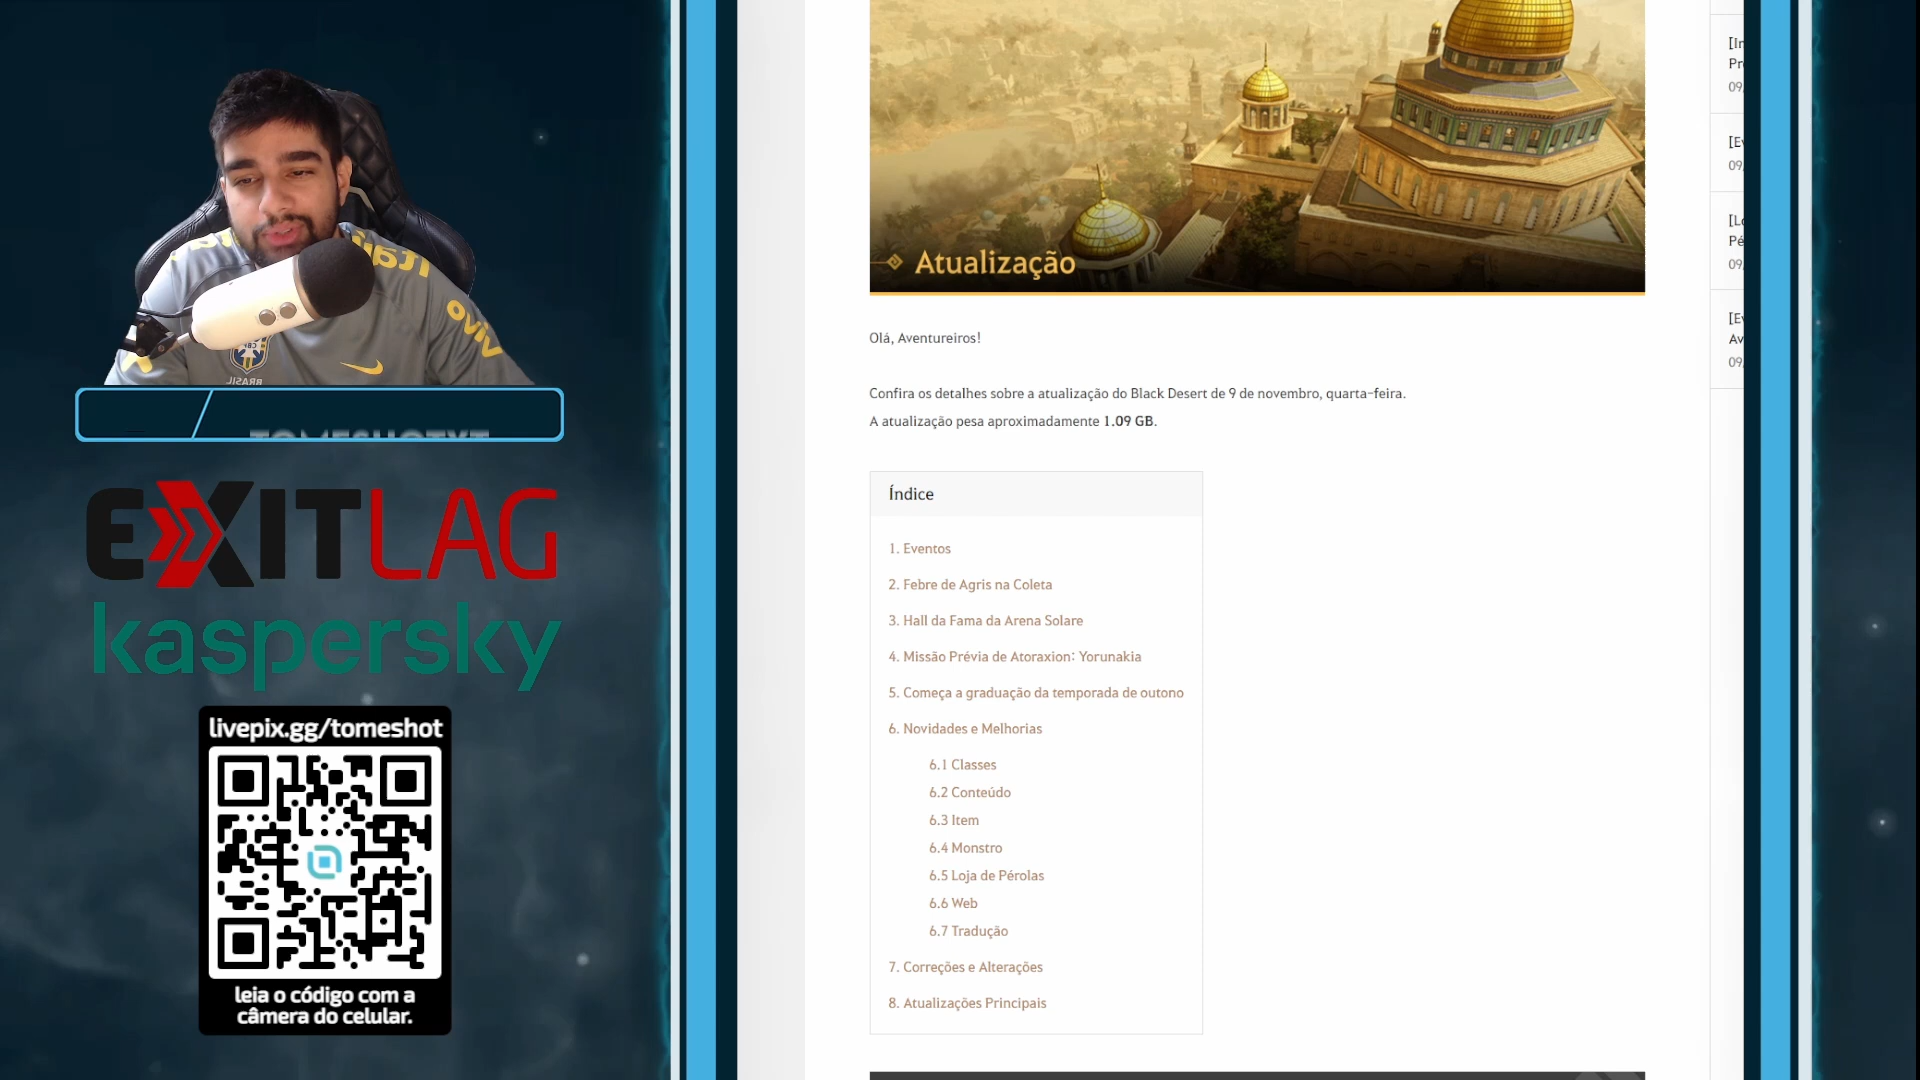 Itaú
vivo
BRASIL
EXITLAG
kaspersky
livepix.gg/tomeshot
leia o código com a
câmera do celular.
Atualização
Olá, Aventureiros!
Confira os detalhes sobre a atualização do Black Desert de 9 de novembro, quarta-feira.
A atualização pesa aproximadamente 1.09 GB.
Índice
1. Eventos
2. Febre de Agris na Coleta
3. Hall da Fama da Arena Solare
4. Missão Prévia de Atoraxion: Yorunakia
5. Começa a graduação da temporada de outono
6. Novidades e Melhorias
6.1 Classes
6.2 Conteúdo
6.3 Item
6.4 Monstro
6.5 Loja de Pérolas
6.6 Web
6.7 Tradução
7. Correções e Alterações
8. Atualizações Principais